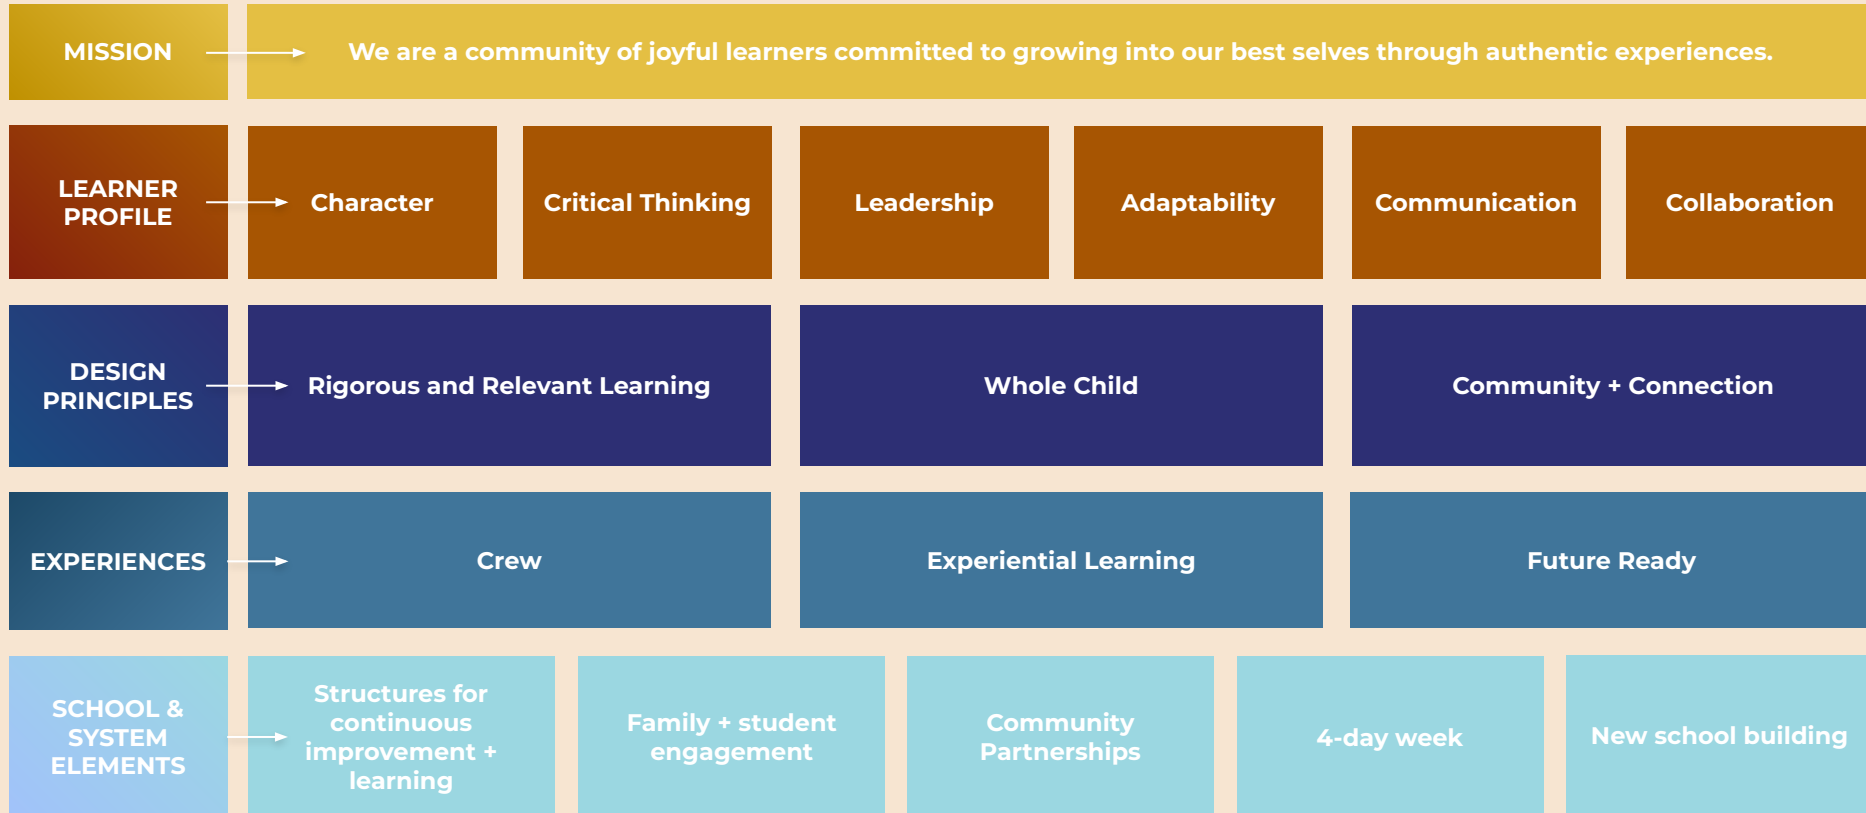 MISSION
We are a community of joyful learners committed to growing into our best selves through authentic experiences.
LEARNER
PROFILE
Character
Critical Thinking
Leadership
Adaptability
Communication
Collaboration
DESIGN
PRINCIPLES
Rigorous and Relevant Learning
Whole Child
Community + Connection
EXPERIENCES
Crew
Experiential Learning
Future Ready
SCHOOL &
SYSTEM
ELEMENTS
Structures for
continuous
improvement +
learning
Family + student
engagement
Community
Partnerships
4-day week
New school building